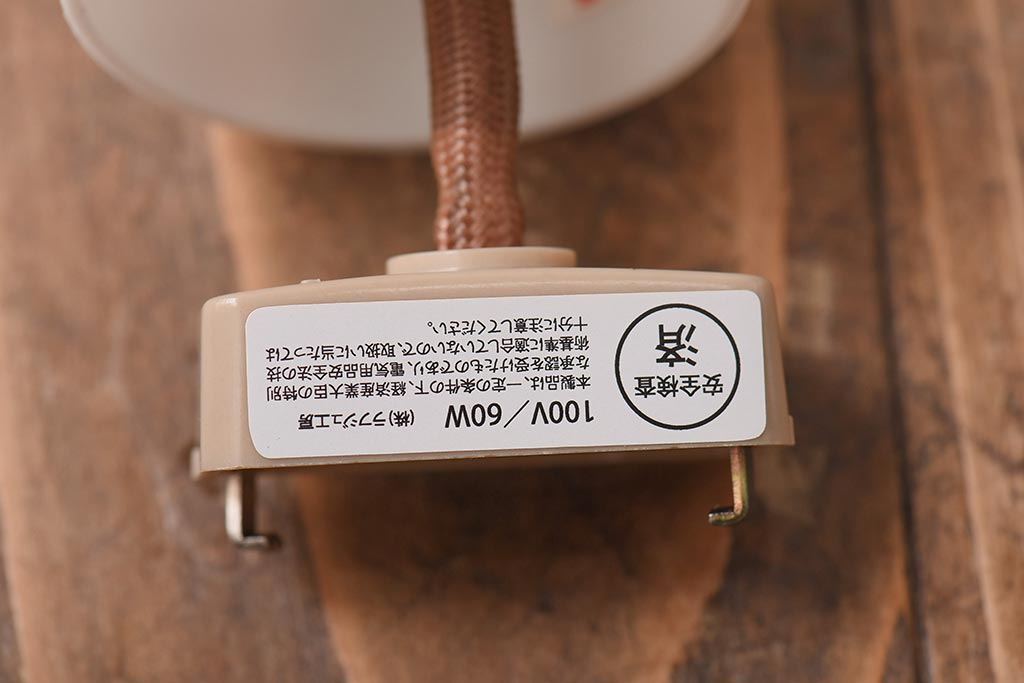 安全検査
済
100V／60W (株)ラフジュ工房
本製品は、一定の条件の下、経済産業大臣の特別
な承認を受けたものであり、電気用品安全法の技
術基準に適合していないので、取扱いに当たっては
十分に注意してください。